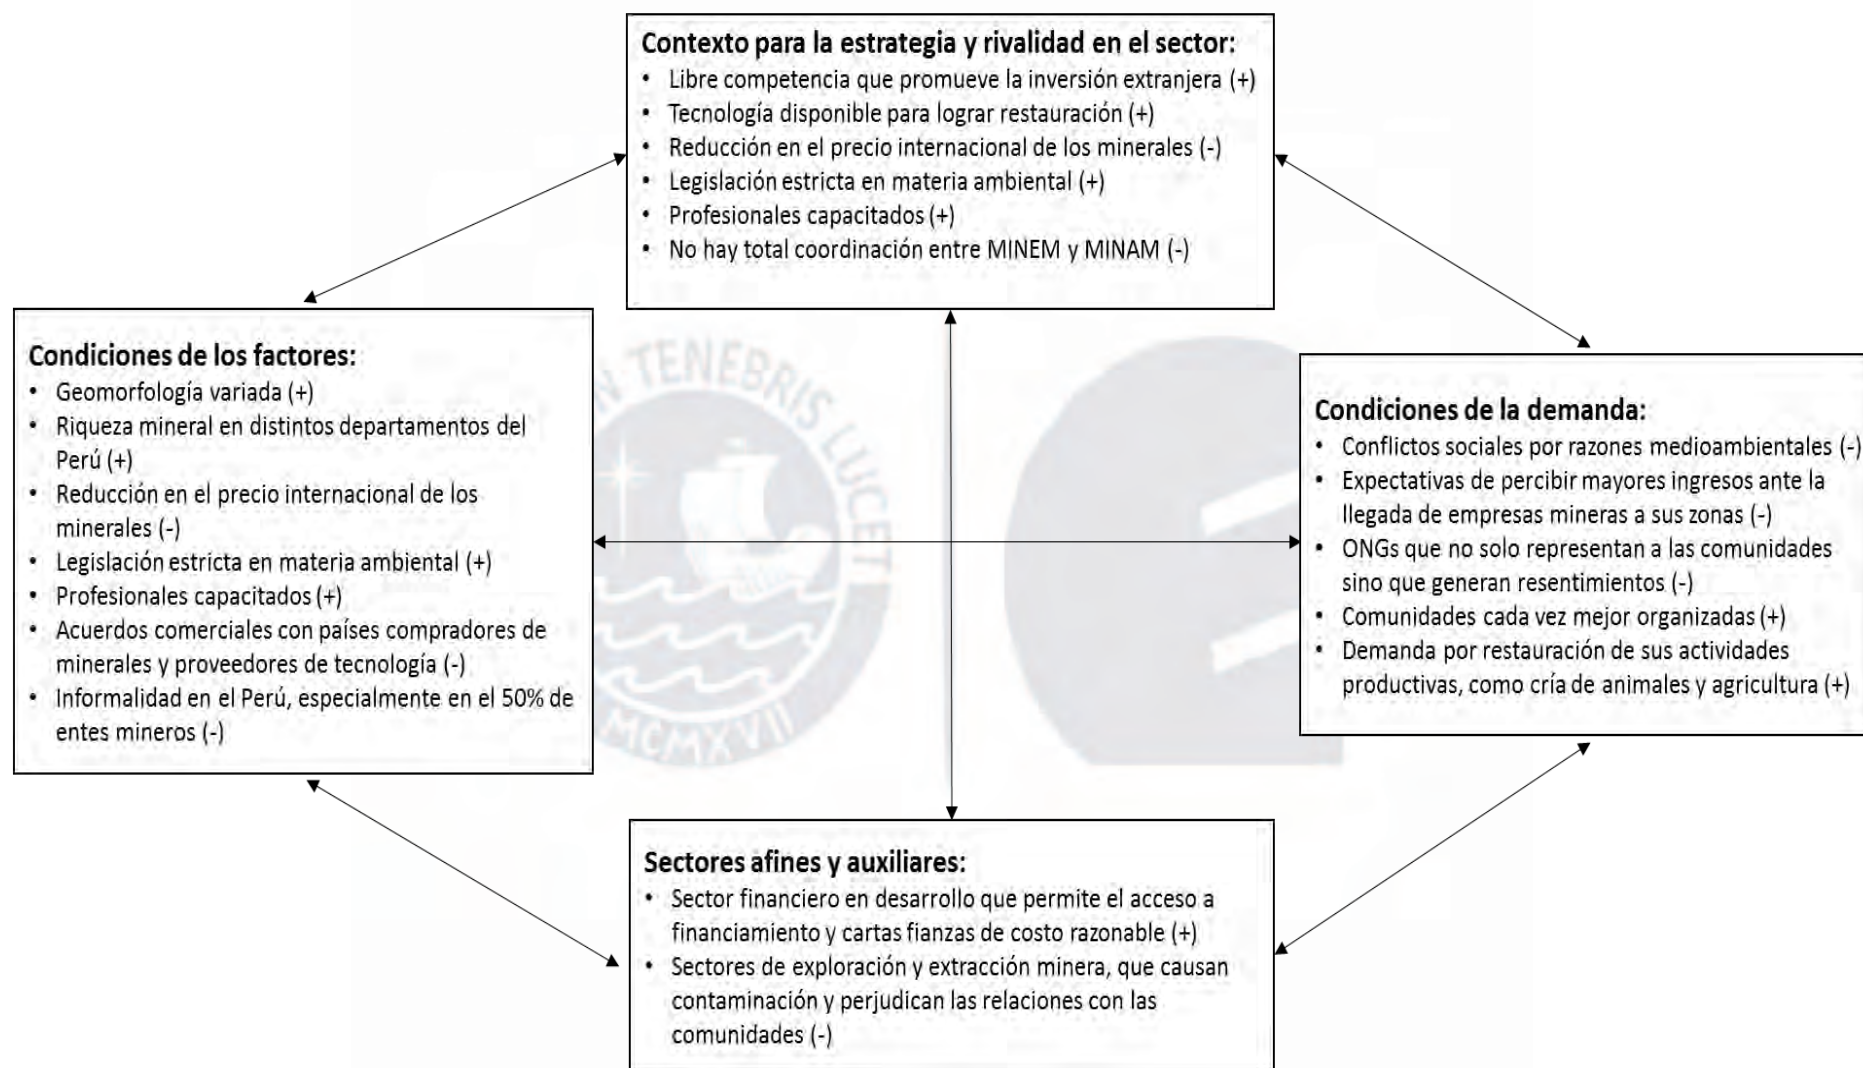 Contexto para la estrategia y rivalidad en el sector:
• Libre competencia que promueve la inversión extranjera (+)
• Tecnología disponible para lograr restauración (+)
• Reducción en el precio internacional de los minerales (-)
• Legislación estricta en materia ambiental (+)
• Profesionales capacitados (+)
• No hay total coordinación entre MINEM y MINAM (-)
Condiciones de los factores:
• Geomorfología variada (+)
• Riqueza mineral en distintos departamentos del
Perú (+)
• Reducción en el precio internacional de los
minerales (-)
• Legislación estricta en materia ambiental (+)
• Profesionales capacitados (+)
• Acuerdos comerciales con países compradores de
minerales y proveedores de tecnología (-)
• Informalidad en el Perú, especialmente en el 50% de
entes mineros (-)
TENEBRIS LUCET
MCMXVII
Condiciones de la demanda:
• Conflictos sociales por razones medioambientales (-)
• Expectativas de percibir mayores ingresos ante la
llegada de empresas mineras a sus zonas (-)
• ONGs que no solo representan a las comunidades
sino que generan resentimientos (-)
• Comunidades cada vez mejor organizadas (+)
• Demanda por restauración de sus actividades
productivas, como cría de animales y agricultura (+)
Sectores afines y auxiliares:
• Sector financiero en desarrollo que permite el acceso a
financiamiento y cartas fianzas de costo razonable (+)
• Sectores de exploración y extracción minera, que causan
contaminación y perjudican las relaciones con las
comunidades (-)